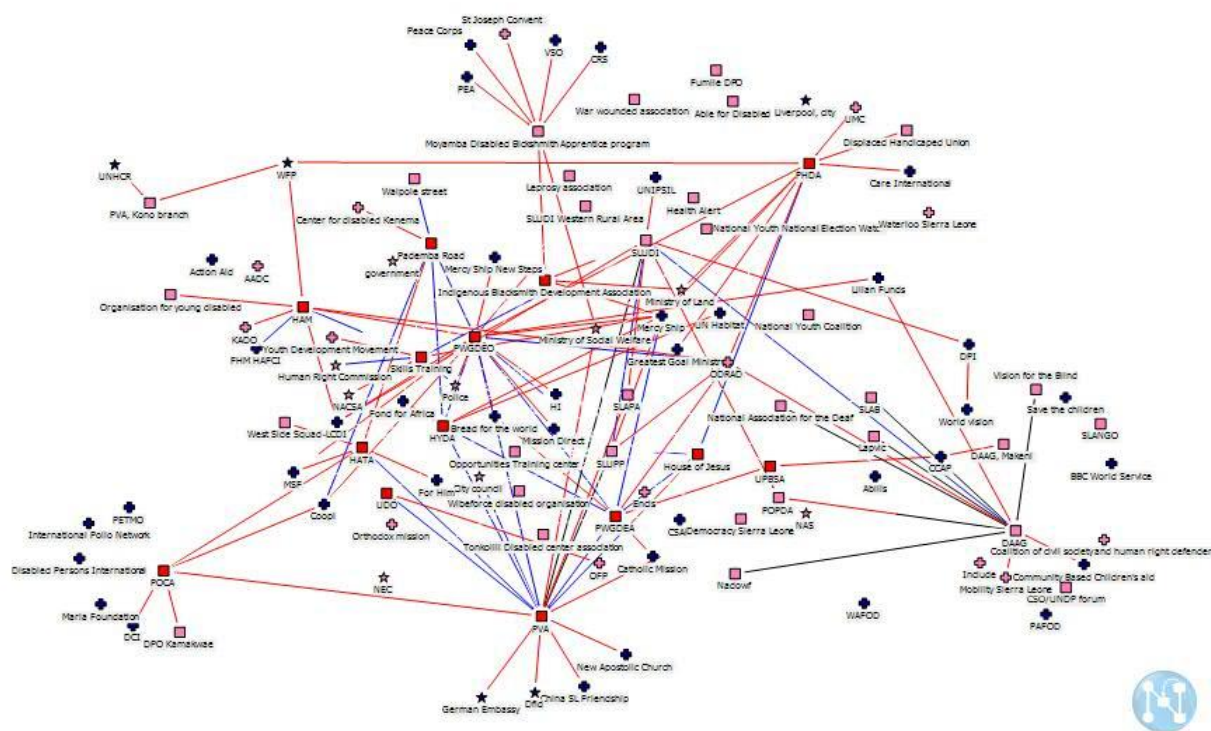 St Joseph Convent
Peace Corps
VSO
CRS
PEA
Fumilie DPO
War wounded association
Able for Disabled
Liverpool, city
UMC
Moyamba Disabled Blcksmith Apprentice program
Displaced Handicaped Union
UNHCR
WFP
PHDA
Care International
Walpole street
Leprosy association
UNIPSIL
PVA, Kono branch
Center for disabled Kenema
SLUDI Western Rural Area
Health Alert
National Youth National Election Watc
Waterloo Sierra Leone
Pademba Road
SLUDI
Action Aid
AADC
government
Mercy Ship New Steps
Indigenous Blacksmith Development Association
Ministry of Land
Lilian Funds
Organisation for young disabled
HAM
Mercy Ship
UN Habitat
National Youth Coalition
KADO
Youth Development Movement
PWGDEO
Ministry of Social Welfare
FHM HAFCI
Skills Training
Greatest Goal Ministry
DPI
Human Right Commission
ODRAD
Vision for the Blind
NACSA
Police
HI
SLAPA
SLAB
Save the children
Fond for Africa
National Association for the Deaf
World vision
West Side Squad-LCDI
HYDA
Bread for the world
Mission Direct
SLANGO
HATA
Opportunities Training center
SLUPP
House of Jesus
Lapvic
CCAP
DAAG, Makeni
MSF
City council
UPBSA
Abilis
BBC World Service
For Him
Wibeforce disabled organisation
Encis
Coopi
UDO
POPDA
NAS
PETMO
PWGDEA
International Polio Network
Orthodox mission
CSAI
Democracy Sierra Leone
DAAG
Tonkolili Disabled center association
Coalition of civil society and human right defender
Disabled Persons International
POCA
OFP
Catholic Mission
Nadowf
Include
Community Based Children's aid
NEC
Mobility Sierra Leone
CSO/UNDP forum
Maria Foundation
WAFOD
PAFOD
DCI
DPO Kamakwae
PVA
New Apostolic Church
German Embassy
Dfid
China SL Friendship